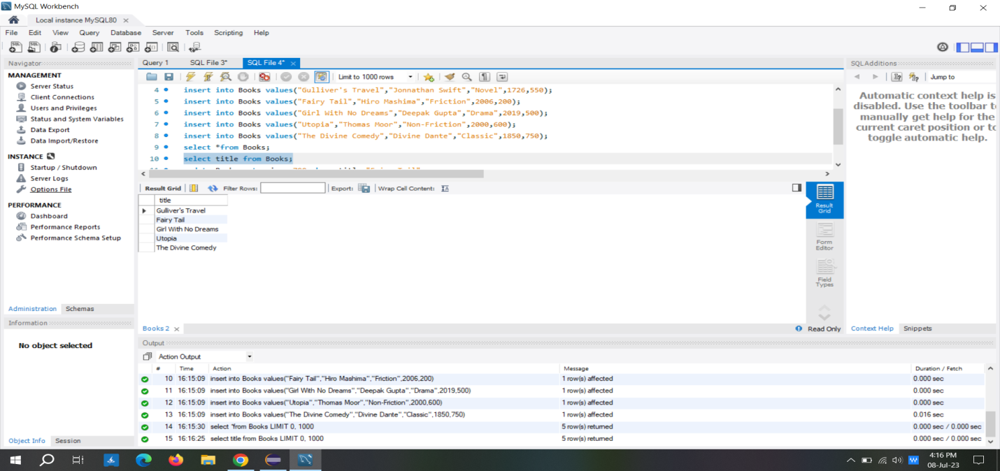 MySQL Workbench
Local instance MySQL80
File Edit View Query Database Server Tools Scripting Help
Navigator
MANAGEMENT
Server Status
Client Connections
Users and Privileges
Status and System Variables
Data Export
Data Import/Restore
INSTANCE
Startup / Shutdown
Server Logs
Options File
PERFORMANCE
Dashboard
Performance Reports
Performance Schema Setup
Administration Schemas
Information
No object selected
Object Info Session
Query 1 SQL File 3* SQL File 4*
Limit to 1000 rows
4 insert into Books values("Gulliver's Travel","Jonnathan Swift","Novel",1726,550);
5 insert into Books values("Fairy Tail","Hiro Mashima","Friction",2006,200);
6 insert into Books values("Girl With No Dreams","Deepak Gupta","Drama",2019,500);
7 insert into Books values("Utopia","Thomas Moor","Non-Friction",2000,600);
8 insert into Books values("The Divine Comedy","Divine Dante","Classic",1850,750);
9 select *from Books;
10 select title from Books;
Result Grid Filter Rows: Export: Wrap Cell Content:
title
Gulliver's Travel
Fairy Tail
Girl With No Dreams
Utopia
The Divine Comedy
Result
Grid
Form
Editor
Field
Types
Books 2 Read Only
SQLAdditions
Jump to
Automatic context help is
disabled. Use the toolbar
manually get help for the
current caret position or
toggle automatic help.
Context Help Snippets
Output
Action Output
# Time Action Message Duration / Fetch
10 16:15:09 insert into Books values("Fairy Tail","Hiro Mashima","Friction",2006,200) 1 row(s) affected 0.000 sec
11 16:15:09 insert into Books values("Girl With No Dreams","Deepak Gupta","Drama",2019,500) 1 row(s) affected 0.000 sec
12 16:15:09 insert into Books values("Utopia","Thomas Moor","Non-Friction",2000,600) 1 row(s) affected 0.000 sec
13 16:15:09 insert into Books values("The Divine Comedy","Divine Dante","Classic",1850,750) 1 row(s) affected 0.016 sec
14 16:15:30 select *from Books LIMIT 0, 1000 5 row(s) returned 0.000 sec / 0.000 sec
15 16:16:25 select title from Books LIMIT 0, 1000 5 row(s) returned 0.000 sec / 0.000 sec
4:16 PM
08-Jul-23